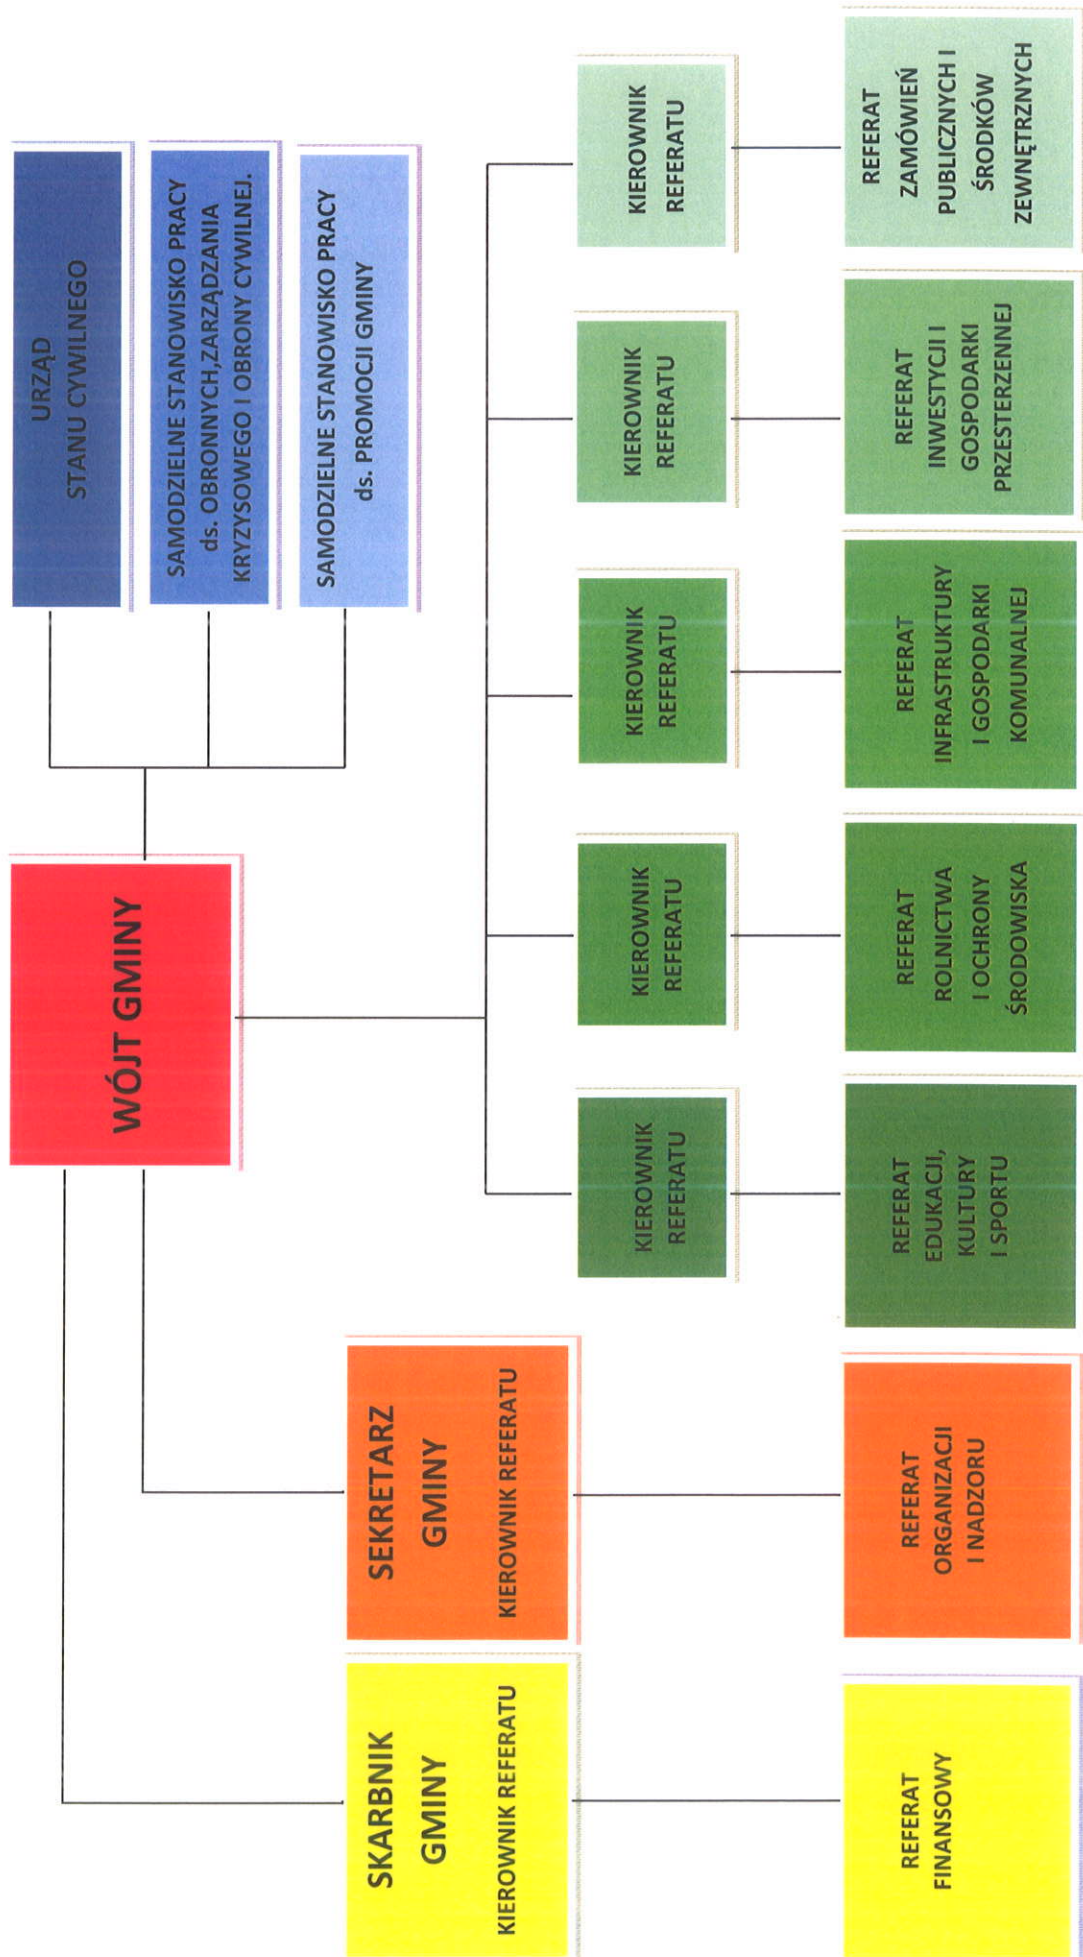 WÓJT GMINY
URZĄD
STANU CYWILNEGO
SAMODZIELNE STANOWISKO PRACY
ds. OBRONNYCH,ZARZĄDZANIA
KRYZYSOWEGO I OBRONY CYWILNEJ.
SAMODZIELNE STANOWISKO PRACY
ds. PROMOCJI GMINY
SKARBNIK
GMINY
KIEROWNIK REFERATU
SEKRETARZ
GMINY
KIEROWNIK REFERATU
KIEROWNIK
REFERATU
KIEROWNIK
REFERATU
KIEROWNIK
REFERATU
KIEROWNIK
REFERATU
KIEROWNIK
REFERATU
REFERAT
FINANSOWY
REFERAT
ORGANIZACJI
I NADZORU
REFERAT
EDUKACJI,
KULTURY
I SPORTU
REFERAT
ROLNICTWA
I OCHRONY
ŚRODOWISKA
REFERAT
INFRASTRUKTURY
I GOSPODARKI
KOMUNALNEJ
REFERAT
INWESTYCJI I
GOSPODARKI
PRZESTERZENNEJ
REFERAT
ZAMÓWIEŃ
PUBLICZNYCH I
ŚRODKÓW
ZEWNĘTRZNYCH